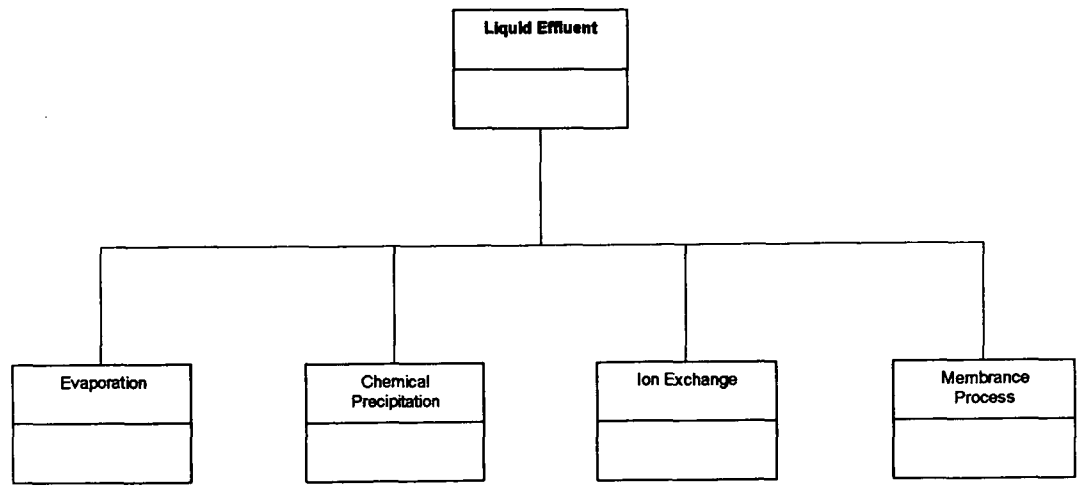 Liquid Effluent
Evaporation
Chemical
Precipitation
Ion Exchange
Membrance
Process